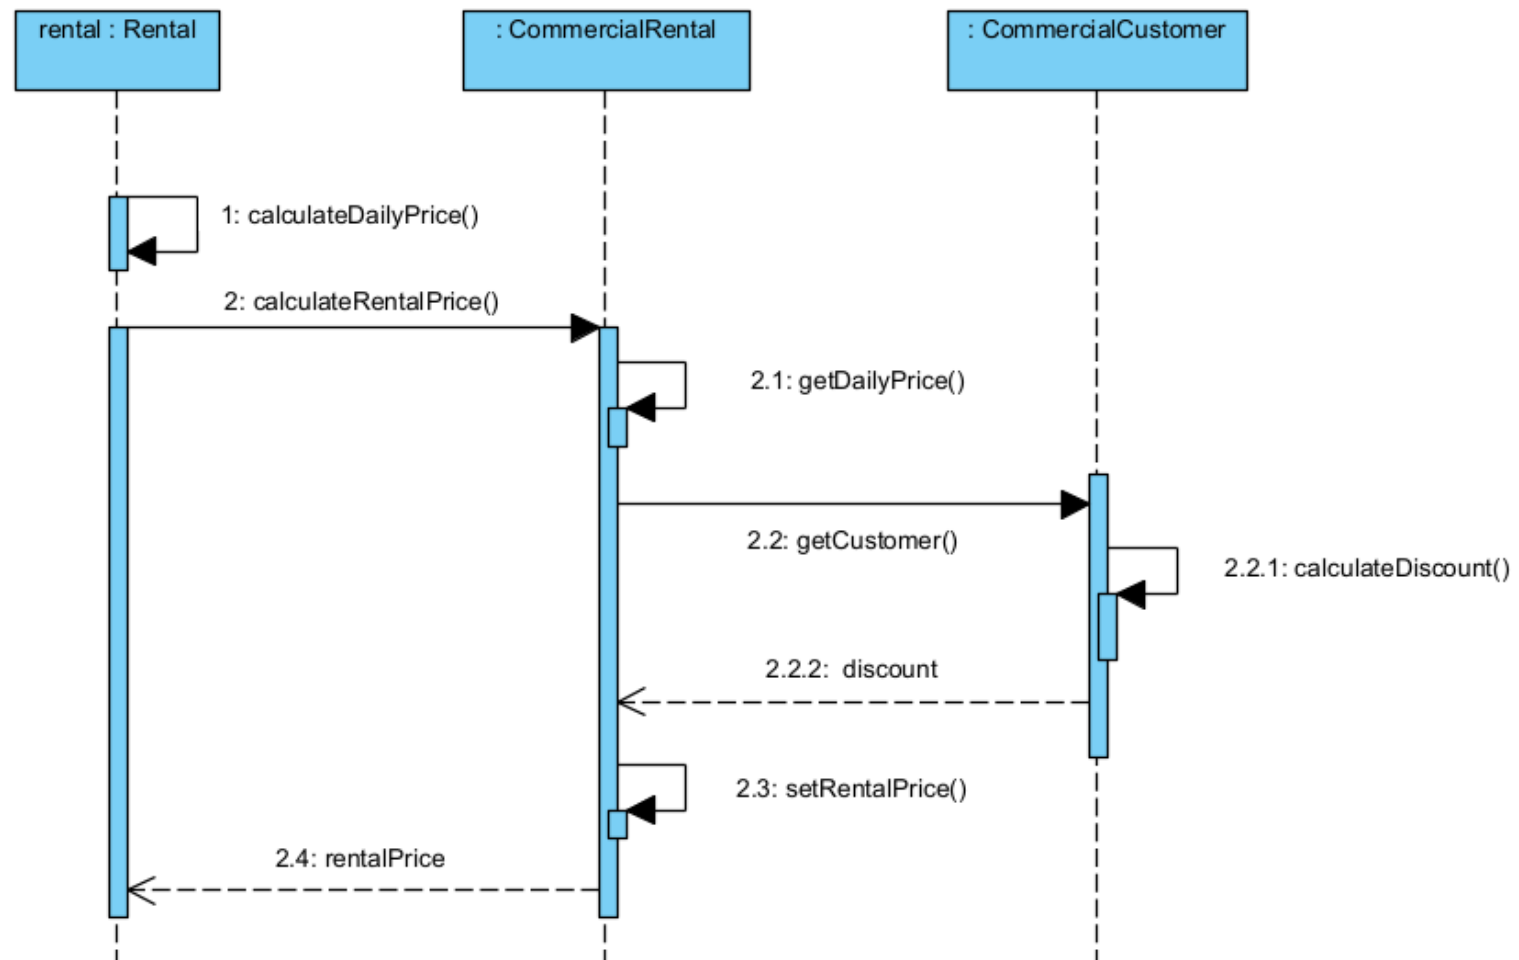 rental : Rental
: CommercialRental
: CommercialCustomer
1: calculateDailyPrice()
2: calculateRentalPrice()
2.1: getDailyPrice()
2.2: getCustomer()
2.2.1: calculateDiscount()
2.2.2: discount
2.3: setRentalPrice()
2.4: rentalPrice